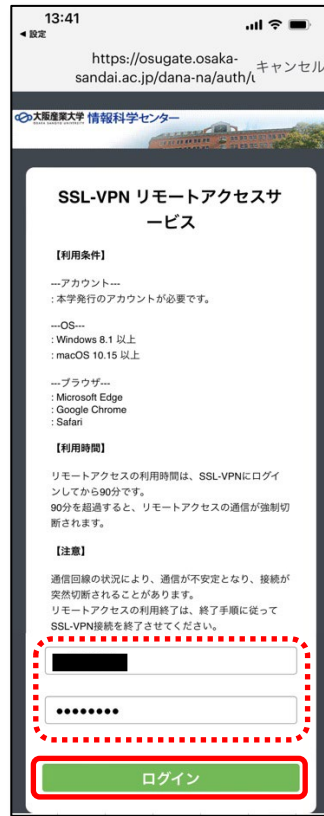 13:41
◀ 設定
https://osugate.osaka-
sandai.ac.jp/dana-na/auth/u
キャンセル
大阪産業大学 情報科学センター
SSL-VPN リモートアクセスサ
ービス
【利用条件】
---アカウント---
: 本学発行のアカウントが必要です。
---OS---
: Windows 8.1 以上
: macOS 10.15 以上
---ブラウザ---
: Microsoft Edge
: Google Chrome
: Safari
【利用時間】
リモートアクセスの利用時間は、SSL-VPNにログイ
ンしてから90分です。
90分を超過すると、リモートアクセスの通信が強制切
断されます。
【注意】
通信回線の状況により、通信が不安定となり、接続が
突然切断されることがあります。
リモートアクセスの利用終了は、終了手順に従って
SSL-VPN接続を終了させてください。
••••••••
ログイン